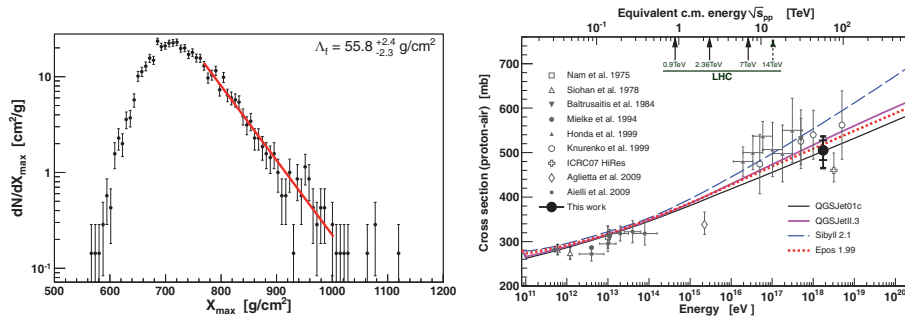 Λf = 55.8 +2.4 -2.3 g/cm²
dN/dXmax [cm²/g]
10
1
10⁻¹
500 600 700 800 900 1000 1100 1200
Xmax [g/cm²]
Equivalent c.m. energy √spp [TeV]
10⁻¹ 1 10 10²
0.9TeV 2.36TeV 7TeV 14TeV
LHC
Cross section (proton-air) [mb]
700
600
500
400
300
200
Nam et al. 1975
Siohan et al. 1978
Baltrusaitis et al. 1984
Mielke et al. 1994
Honda et al. 1999
Knurenko et al. 1999
ICRC07 HiRes
Aglietta et al. 2009
Aielli et al. 2009
This work
QGSJet01c
QGSJetII.3
Sibyll 2.1
Epos 1.99
10¹¹ 10¹² 10¹³ 10¹⁴ 10¹⁵ 10¹⁶ 10¹⁷ 10¹⁸ 10¹⁹ 10²⁰
Energy [eV]